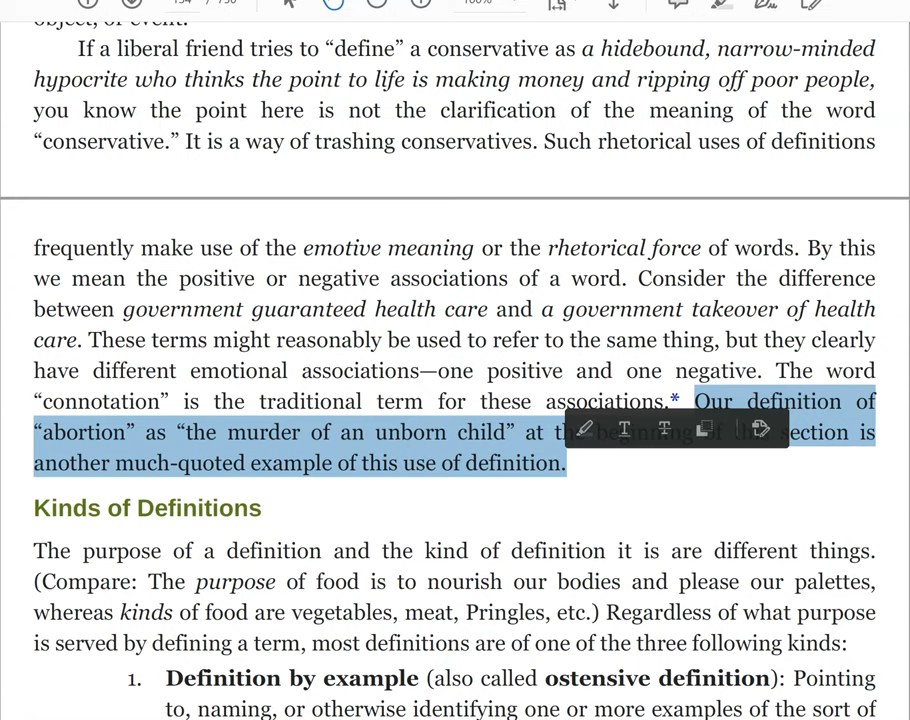 object, or event.
If a liberal friend tries to “define” a conservative as a hidebound, narrow-minded
hypocrite who thinks the point to life is making money and ripping off poor people,
you know the point here is not the clarification of the meaning of the word
“conservative.” It is a way of trashing conservatives. Such rhetorical uses of definitions
frequently make use of the emotive meaning or the rhetorical force of words. By this
we mean the positive or negative associations of a word. Consider the difference
between government guaranteed health care and a government takeover of health
care. These terms might reasonably be used to refer to the same thing, but they clearly
have different emotional associations—one positive and one negative. The word
“connotation” is the traditional term for these associations.* Our definition of
“abortion” as “the murder of an unborn child” at the beginning of this section is
another much-quoted example of this use of definition.
Kinds of Definitions
The purpose of a definition and the kind of definition it is are different things.
(Compare: The purpose of food is to nourish our bodies and please our palettes,
whereas kinds of food are vegetables, meat, Pringles, etc.) Regardless of what purpose
is served by defining a term, most definitions are of one of the three following kinds:
1. Definition by example (also called ostensive definition): Pointing
to, naming, or otherwise identifying one or more examples of the sort of